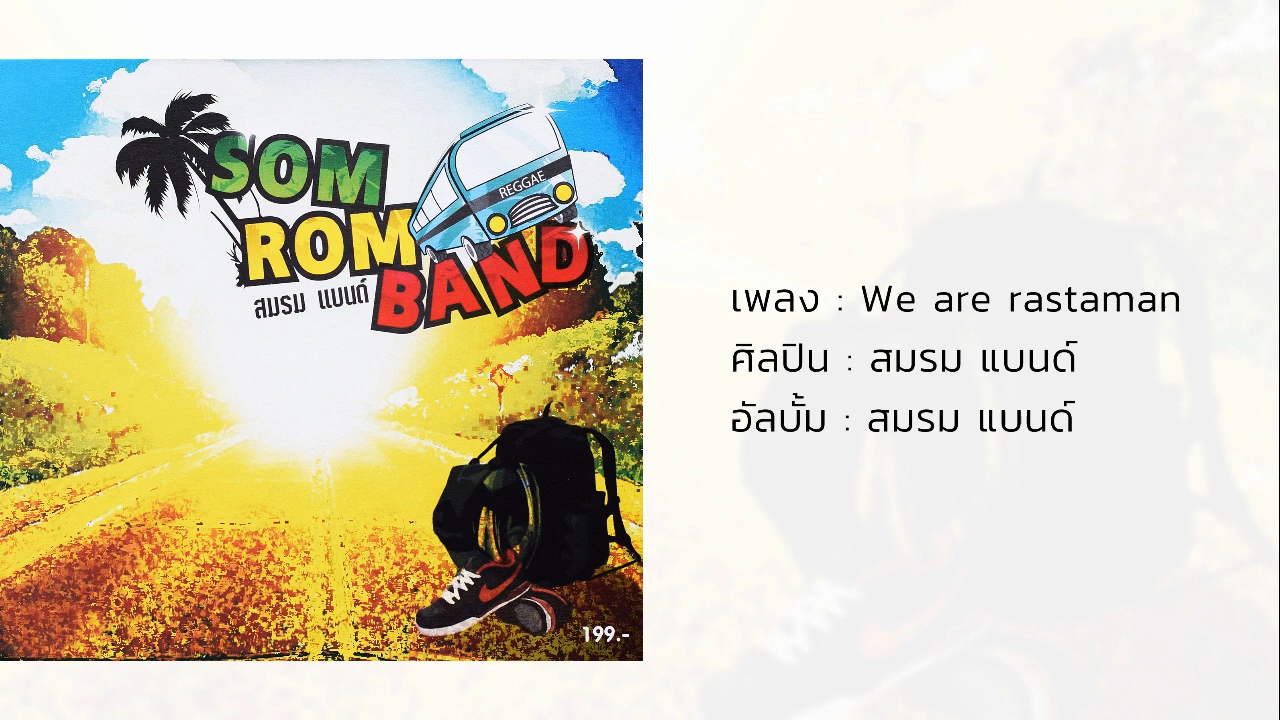 SOM
ROM
BAND
REGGAE
สมรม แบนด์
199.-
เพลง : We are rastaman
ศิลปิน : สมรม แบนด์
อัลบั้ม : สมรม แบนด์